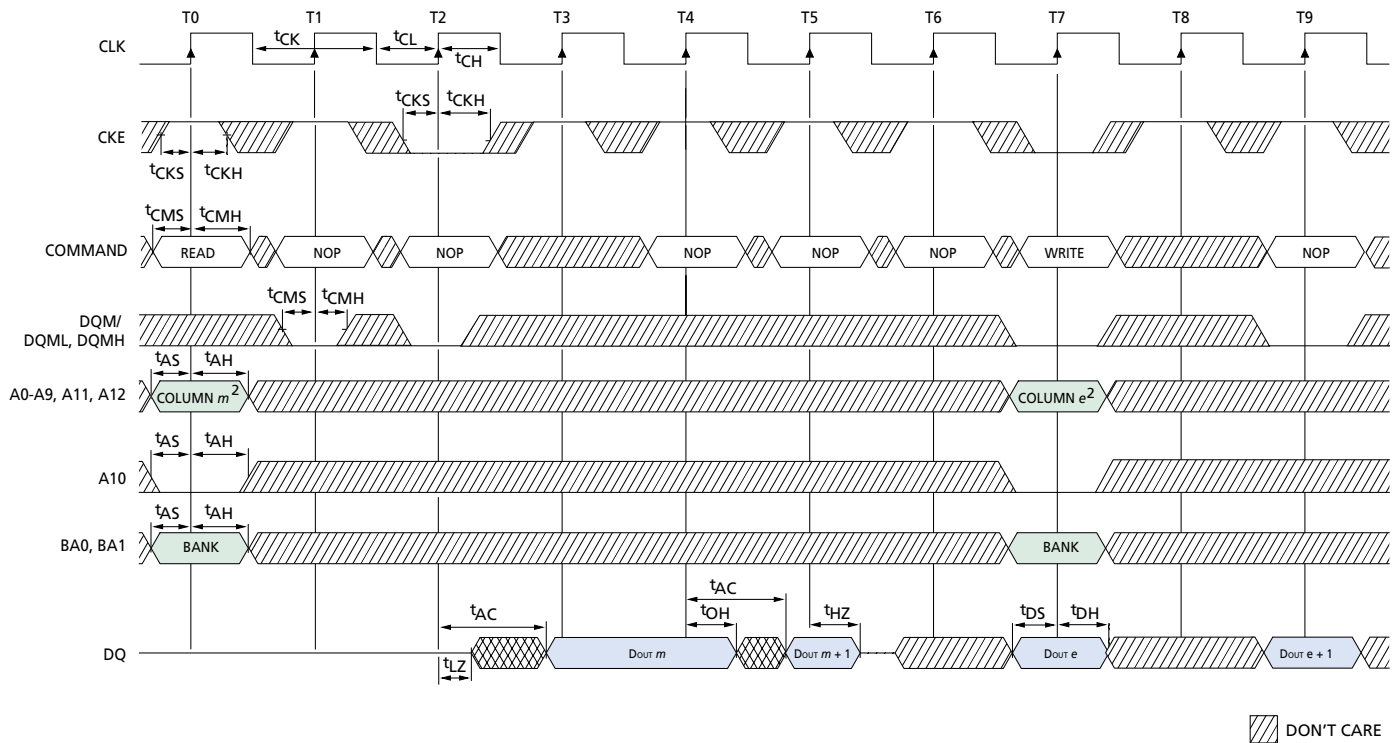 T0 T1 T2 T3 T4 T5 T6 T7 T8 T9
CLK
tCK tCL
tCH
tCKS tCKH
CKE
tCKS tCKH
tCMS tCMH
COMMAND READ NOP NOP NOP NOP NOP WRITE NOP
tCMS tCMH
DQM/
DQML, DQMH
tAS tAH
A0-A9, A11, A12 COLUMN m2 COLUMN e2
tAS tAH
A10
tAS tAH
BA0, BA1 BANK BANK
tAC
tAC tOH tHZ tDS tDH
DQ DOUT m DOUT m + 1 DOUT e DOUT e + 1
tLZ
DON'T CARE